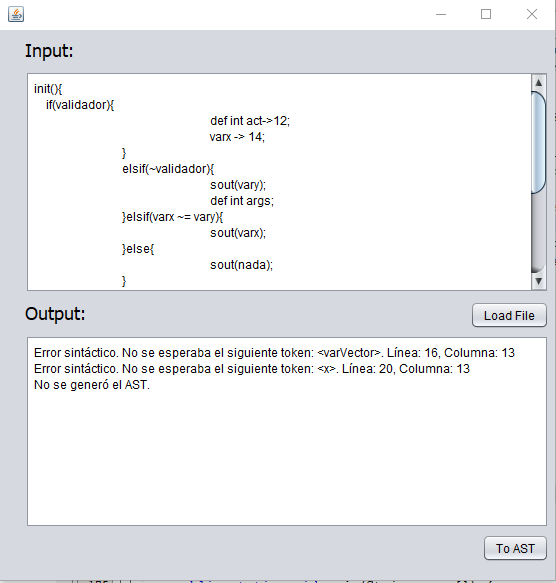 Input:
init(){
if(validador){
def int act->12;
varx -> 14;
}
elsif(~validador){
sout(vary);
def int args;
}elsif(varx ~= vary){
sout(varx);
}else{
sout(nada);
}
Output:
Load File
Error sintáctico. No se esperaba el siguiente token: <varVector>. Línea: 16, Columna: 13
Error sintáctico. No se esperaba el siguiente token: <x>. Línea: 20, Columna: 13
No se generó el AST.
To AST